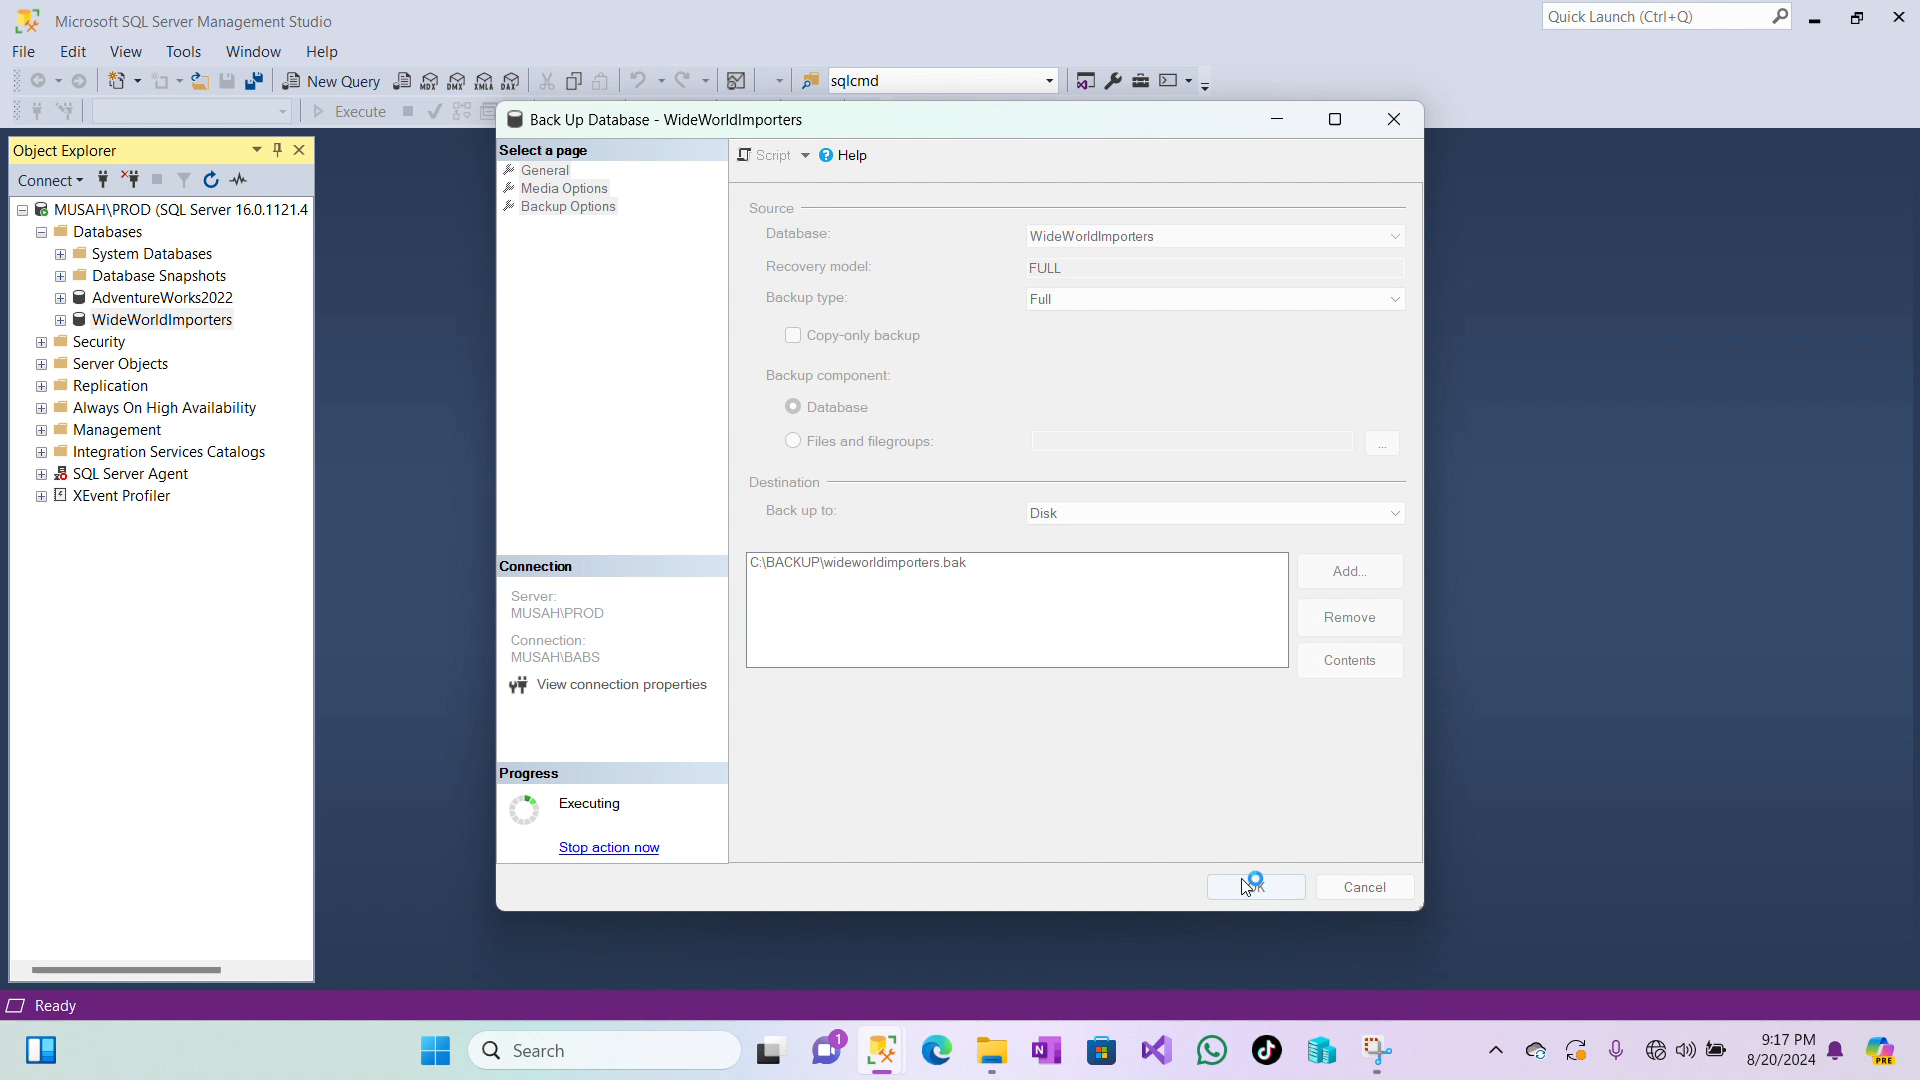 Microsoft SQL Server Management Studio
Quick Launch (Ctrl+Q)
File Edit View Tools Window Help
New Query MDX DMX XMLA DAX sqlcmd
Execute
Object Explorer
Connect
MUSAH\PROD (SQL Server 16.0.1121.4
Databases
System Databases
Database Snapshots
AdventureWorks2022
WideWorldImporters
Security
Server Objects
Replication
Always On High Availability
Management
Integration Services Catalogs
SQL Server Agent
XEvent Profiler
Back Up Database - WideWorldImporters
Select a page
General
Media Options
Backup Options
Connection
Server:
MUSAH\PROD
Connection:
MUSAH\BABS
View connection properties
Progress
Executing
Stop action now
Script Help
Source
Database: WideWorldImporters
Recovery model: FULL
Backup type: Full
Copy-only backup
Backup component:
Database
Files and filegroups: ...
Destination
Back up to: Disk
C:\BACKUP\wideworldimporters.bak
Add...
Remove
Contents
Cancel
Ready
Search
1
9:17 PM
8/20/2024
PRE